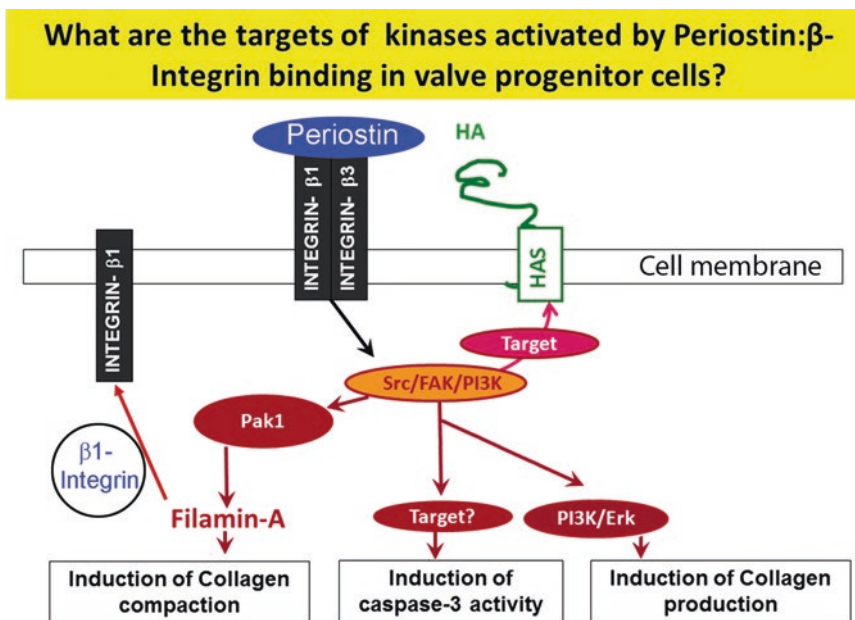 What are the targets of kinases activated by Periostin:β-
Integrin binding in valve progenitor cells?
Periostin
HA
INTEGRIN- β1
INTEGRIN- β1
INTEGRIN- β3
HAS
Cell membrane
Target
Src/FAK/PI3K
Pak1
β1-
Integrin
Filamin-A
Target?
PI3K/Erk
Induction of Collagen
compaction
Induction of
caspase-3 activity
Induction of Collagen
production